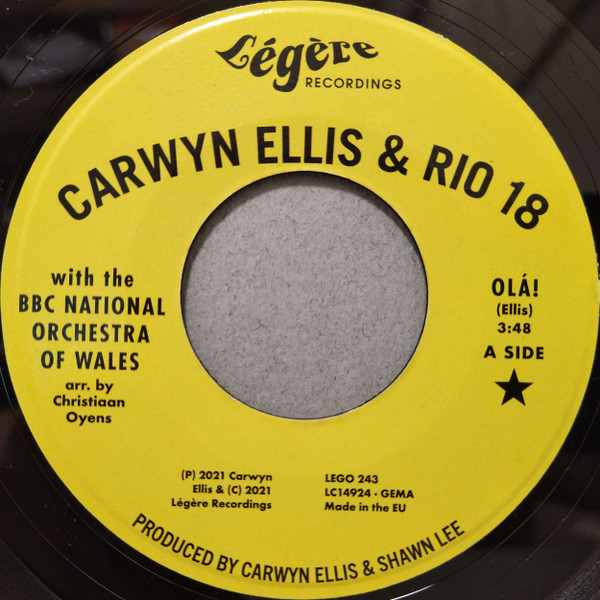 Légère
RECORDINGS
CARWYN ELLIS & RIO 18
with the
BBC NATIONAL
ORCHESTRA
OF WALES
arr. by
Christiaan
Oyens
OLÁ!
(Ellis)
3:48
A SIDE
(P) 2021 Carwyn
Ellis & (C) 2021
Légère Recordings
LEGO 243
LC14924 · GEMA
Made in the EU
PRODUCED BY CARWYN ELLIS & SHAWN LEE